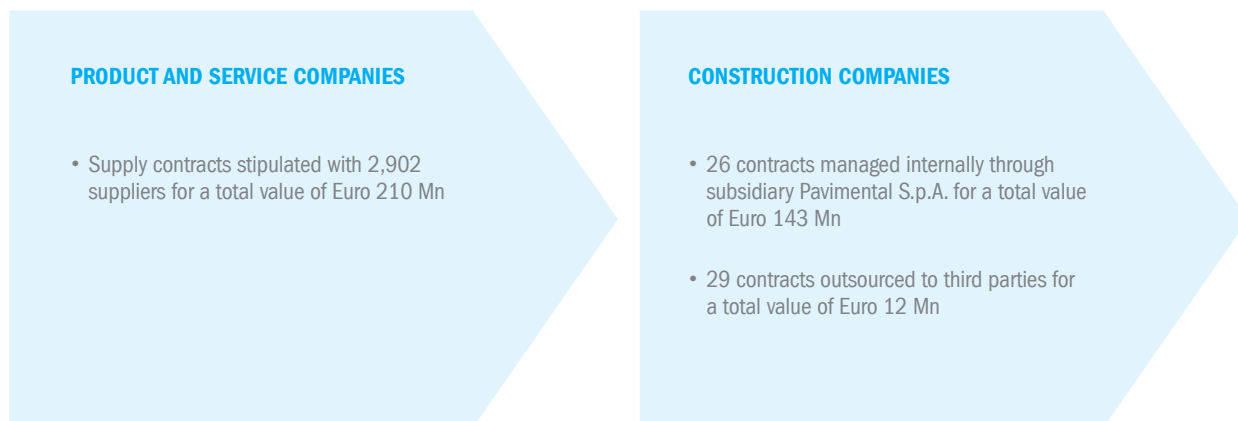 PRODUCT AND SERVICE COMPANIES
• Supply contracts stipulated with 2,902
suppliers for a total value of Euro 210 Mn
CONSTRUCTION COMPANIES
• 26 contracts managed internally through
subsidiary Pavimental S.p.A. for a total value
of Euro 143 Mn
• 29 contracts outsourced to third parties for
a total value of Euro 12 Mn